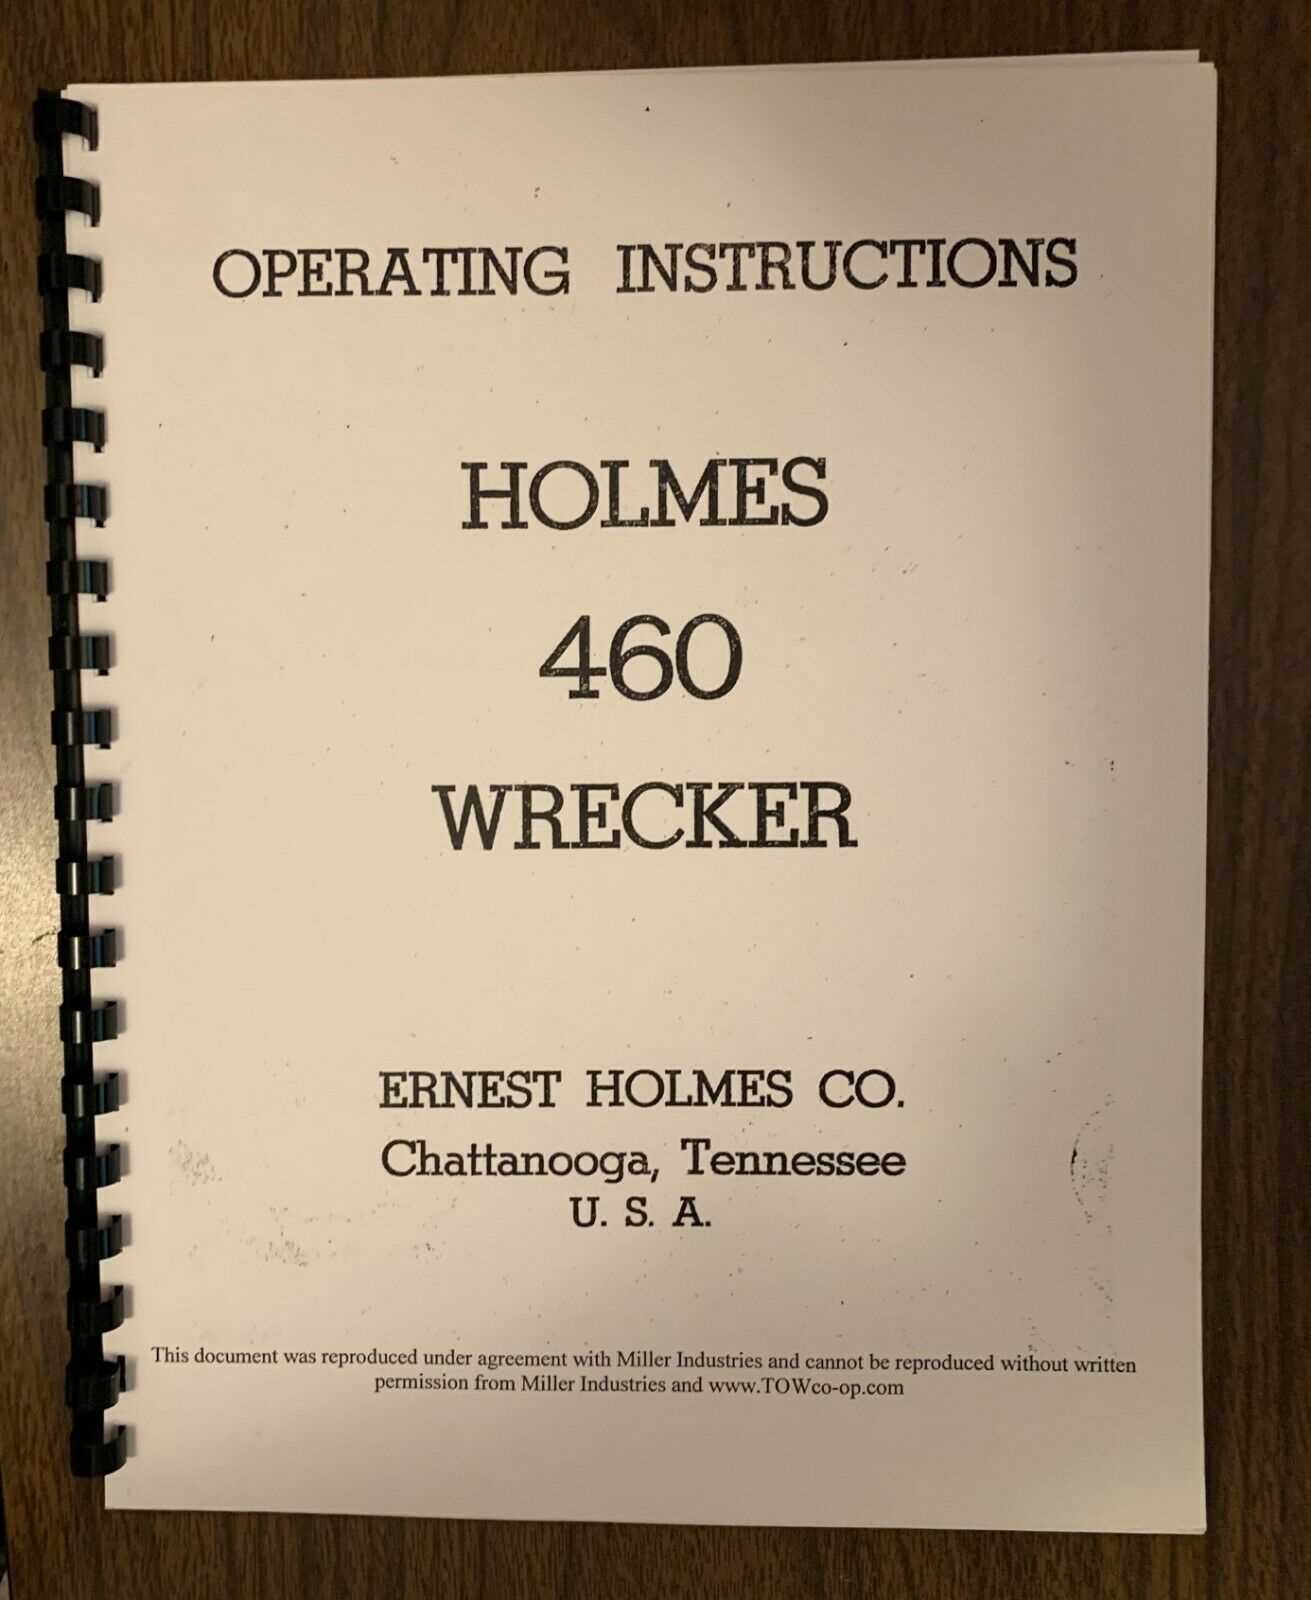 OPERATING INSTRUCTIONS
HOLMES
460
WRECKER
ERNEST HOLMES CO.
Chattanooga, Tennessee
U. S. A.
This document was reproduced under agreement with Miller Industries and cannot be reproduced without written
permission from Miller Industries and www.TOWco-op.com